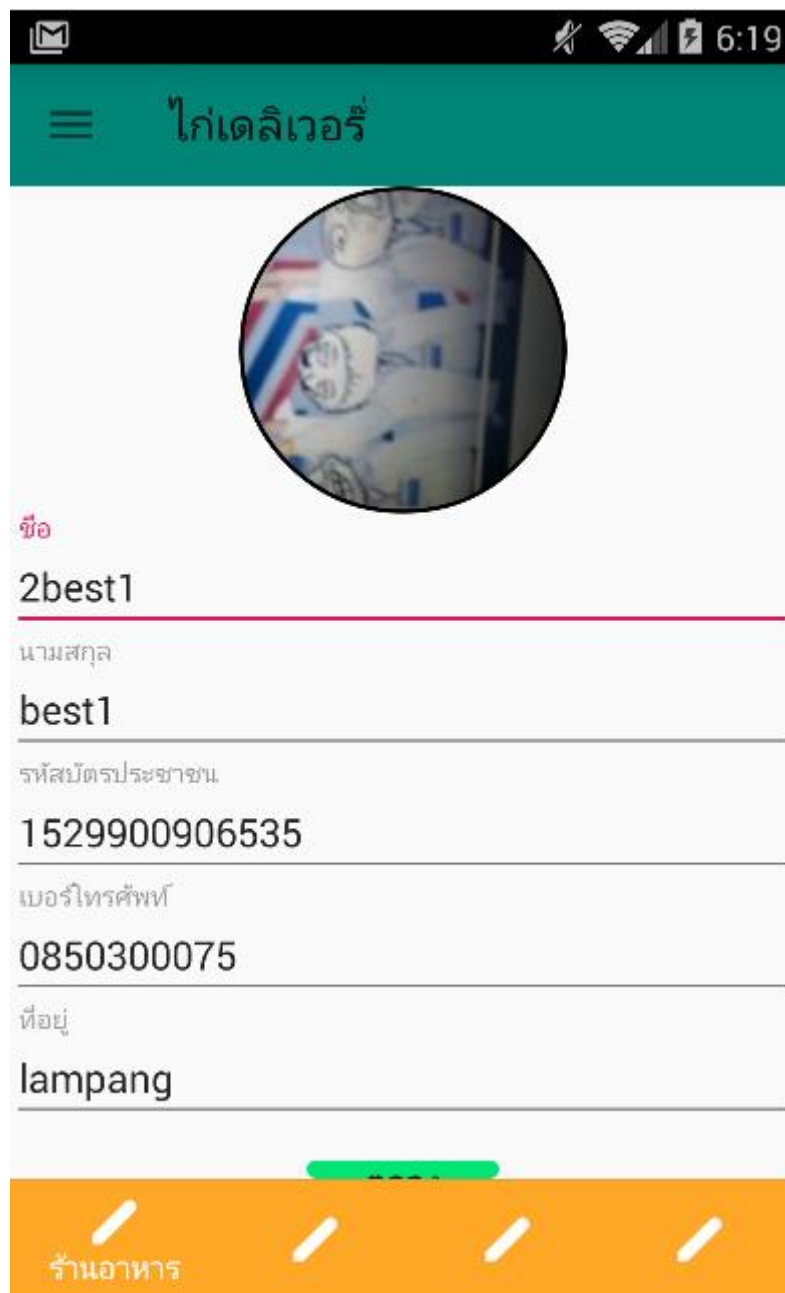 6:19
ไก่เดลิเวอรี่
ชื่อ
2best1
นามสกุล
best1
รหัสบัตรประชาชน
1529900906535
เบอร์โทรศัพท์
0850300075
ที่อยู่
lampang
ร้านอาหาร